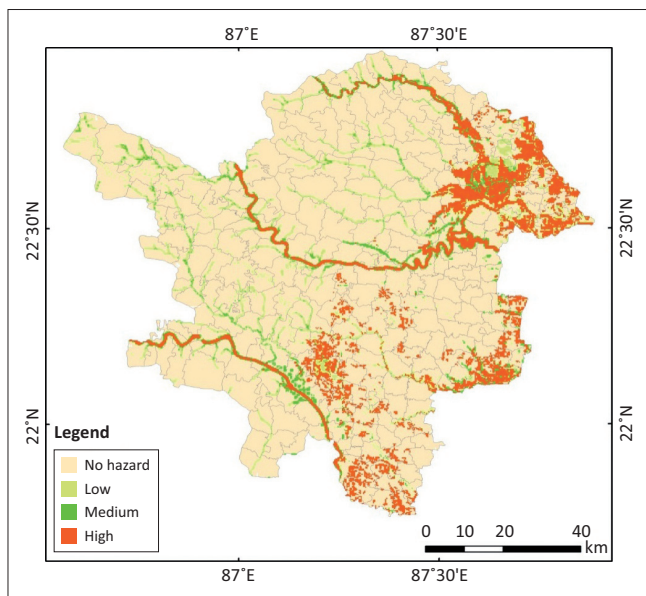 87˚E
87˚30'E
22˚30'N
22˚30'N
22˚N
22˚N
Legend
No hazard
Low
Medium
High
0 10 20 40
km
87˚E
87˚30'E